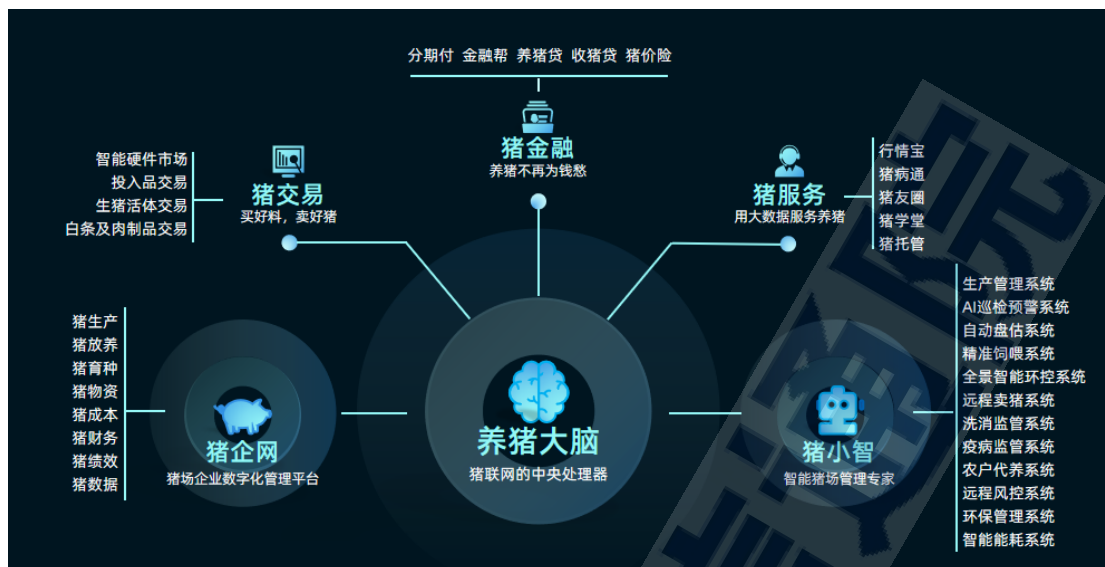 分期付 金融帮 养猪贷 收猪贷 猪价险
猪金融
养猪不再为钱愁
智能硬件市场
投入品交易
生猪活体交易
白条及肉制品交易
猪交易
买好料，卖好猪
猪服务
用大数据服务养猪
行情宝
猪病通
猪友圈
猪学堂
猪托管
猪生产
猪放养
猪育种
猪物资
猪成本
猪财务
猪绩效
猪数据
猪企网
猪场企业数字化管理平台
养猪大脑
猪联网的中央处理器
猪小智
智能猪场管理专家
生产管理系统
AI巡检预警系统
自动盘估系统
精准饲喂系统
全景智能环控系统
远程卖猪系统
洗消监管系统
疫病监管系统
农户代养系统
远程风控系统
环保管理系统
智能能耗系统